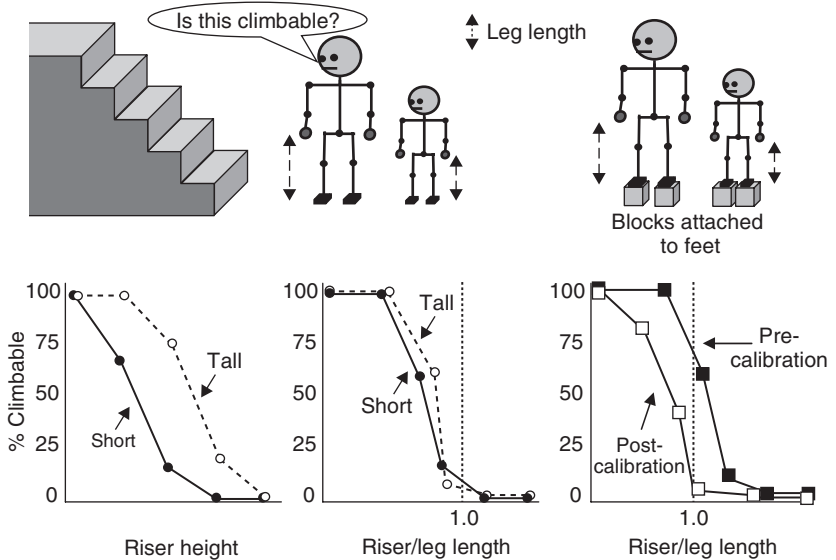 Is this climbable?
Leg length
Blocks attached
to feet
% Climbable
100
75
50
25
0
Tall
Short
Riser height
100
75
50
25
0
Tall
Short
1.0
Riser/leg length
100
75
50
25
0
Pre-
calibration
Post-
calibration
1.0
Riser/leg length